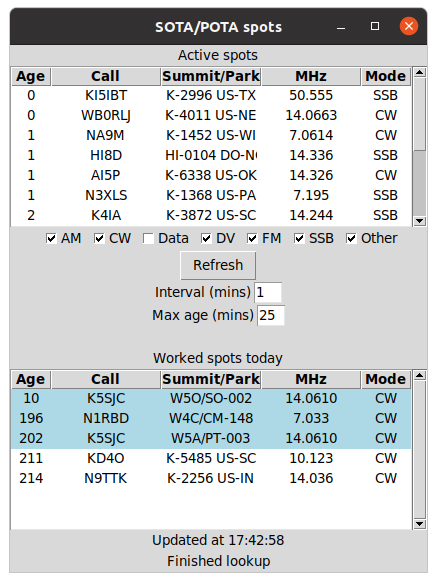 SOTA/POTA spots
Active spots
Age Call Summit/Park MHz Mode
0 KI5IBT K-2996 US-TX 50.555 SSB
0 WB0RLJ K-4011 US-NE 14.0663 CW
1 NA9M K-1452 US-WI 7.0614 CW
1 HI8D HI-0104 DO-N 14.336 SSB
1 AI5P K-6338 US-OK 14.326 CW
1 N3XLS K-1368 US-PA 7.195 SSB
2 K4IA K-3872 US-SC 14.244 SSB
AM CW Data DV FM SSB Other
Refresh
Interval (mins) 1
Max age (mins) 25
Worked spots today
Age Call Summit/Park MHz Mode
10 K5SJC W5O/SO-002 14.0610 CW
196 N1RBD W4C/CM-148 7.033 CW
202 K5SJC W5A/PT-003 14.0610 CW
211 KD4O K-5485 US-SC 10.123 CW
214 N9TTK K-2256 US-IN 14.036 CW
Updated at 17:42:58
Finished lookup